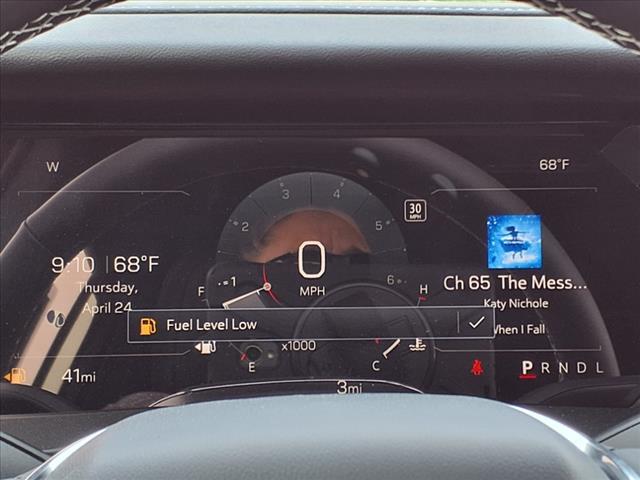 W
68°F
3 4
2 5
30
MPH
9:10 | 68°F
0
MPH
1 6
Thursday,
April 24
F
H
Ch 65 The Mess...
Katy Nichole
When I Fall
Fuel Level Low
x1000
E
C
41mi
3mi
P R N D L